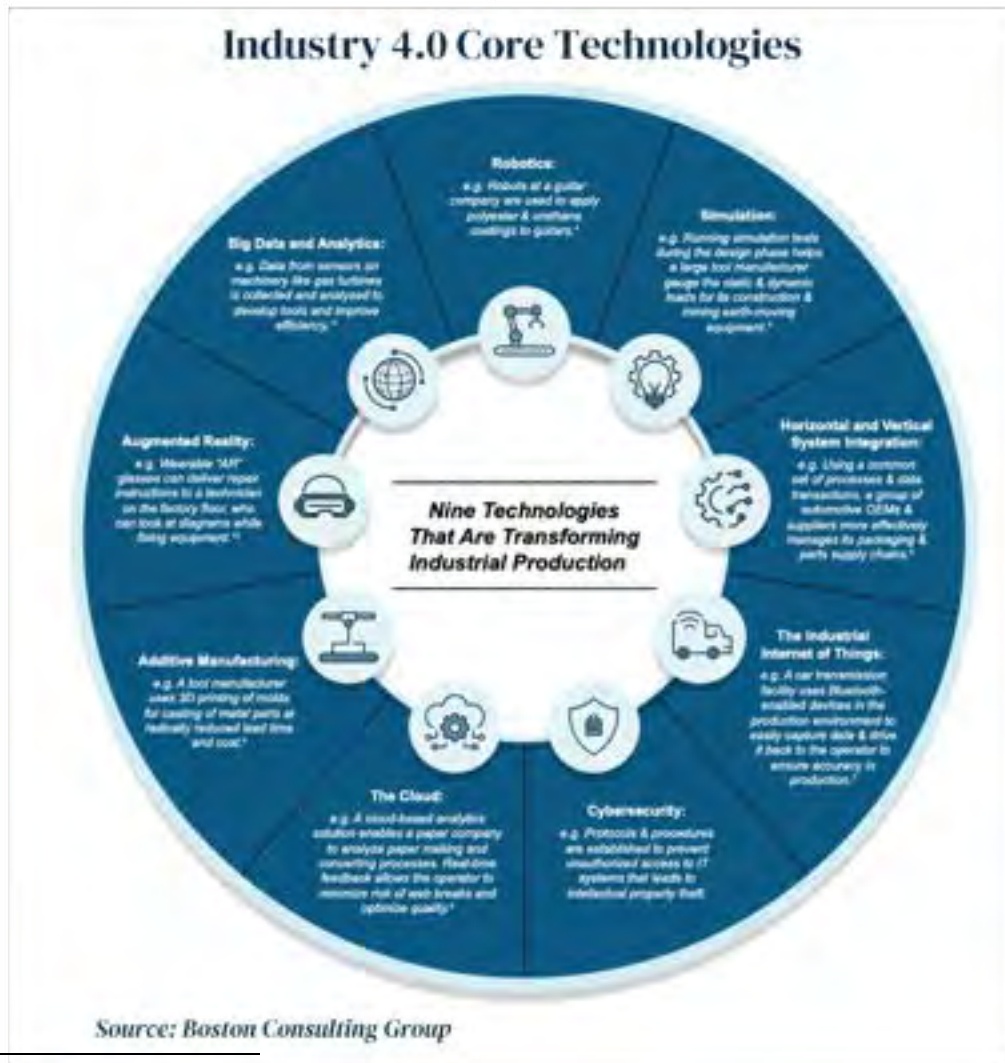 Industry 4.0 Core Technologies
Robotics:
e.g. Robots at a guitar
company are used to apply
polyester & urethane
coatings to guitars.
Simulation:
e.g. Running simulation tests
during the design phase helps
a large tool manufacturer
gauge the static & dynamic
loads for its construction &
mining earth-moving
equipment.
Horizontal and Vertical
System Integration:
e.g. Using a common
set of processes & data
transactions, a group of
automotive OEMs &
suppliers more effectively
manages its packaging &
parts supply chains.
The Industrial
Internet of Things:
e.g. A car transmission
facility uses Bluetooth-
enabled devices in the
production environment to
easily capture data & drive
it back to the operator to
ensure accuracy in
production.
Cybersecurity:
e.g. Protocols & procedures
are established to prevent
unauthorized access to IT
systems that leads to
intellectual property theft.
The Cloud:
e.g. A cloud-based analytics
solution enables a paper company
to analyze paper making and
converting processes. Real-time
feedback allows the operator to
minimize risk of web breaks and
optimize quality.
Additive Manufacturing:
e.g. A tool manufacturer
uses 3D printing of molds
for casting of metal parts at
radically reduced lead time
and cost.
Augmented Reality:
e.g. Wearable "AR"
glasses can deliver repair
instructions to a technician
on the factory floor, who
can look at diagrams while
fixing equipment.
Big Data and Analytics:
e.g. Data from sensors on
machinery like gas turbines
is collected and analyzed to
develop tools and improve
efficiency.
Nine Technologies
That Are Transforming
Industrial Production
Source: Boston Consulting Group